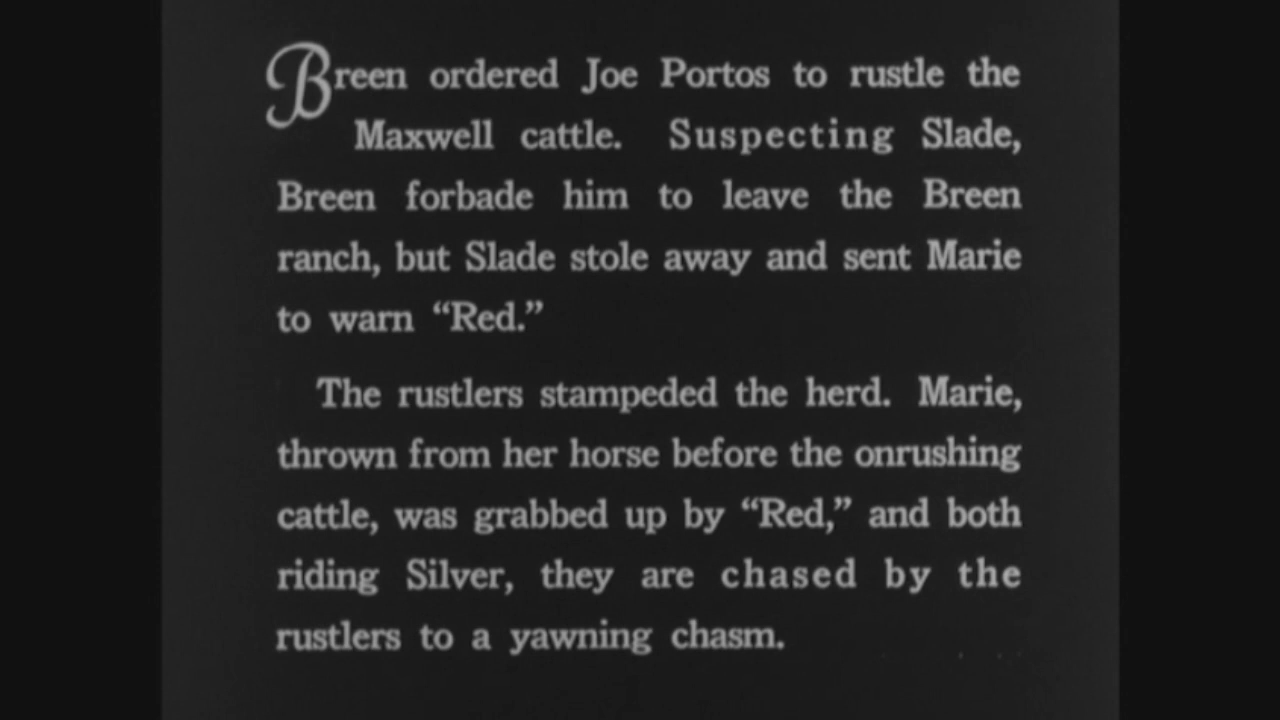 Breen ordered Joe Portos to rustle the
Maxwell cattle. Suspecting Slade,
Breen forbade him to leave the Breen
ranch, but Slade stole away and sent Marie
to warn “Red.”
The rustlers stampeded the herd. Marie,
thrown from her horse before the onrushing
cattle, was grabbed up by “Red,” and both
riding Silver, they are chased by the
rustlers to a yawning chasm.